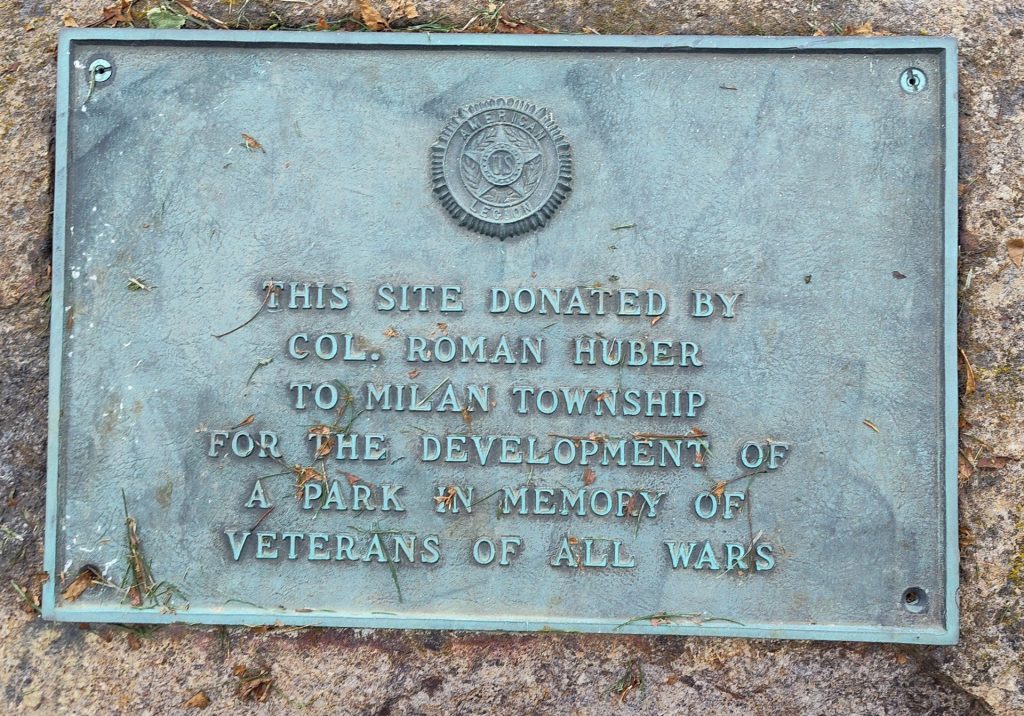 AMERICAN
US
LEGION
THIS SITE DONATED BY
COL. ROMAN HUBER
TO MILAN TOWNSHIP
FOR THE DEVELOPMENT OF
A PARK IN MEMORY OF
VETERANS OF ALL WARS